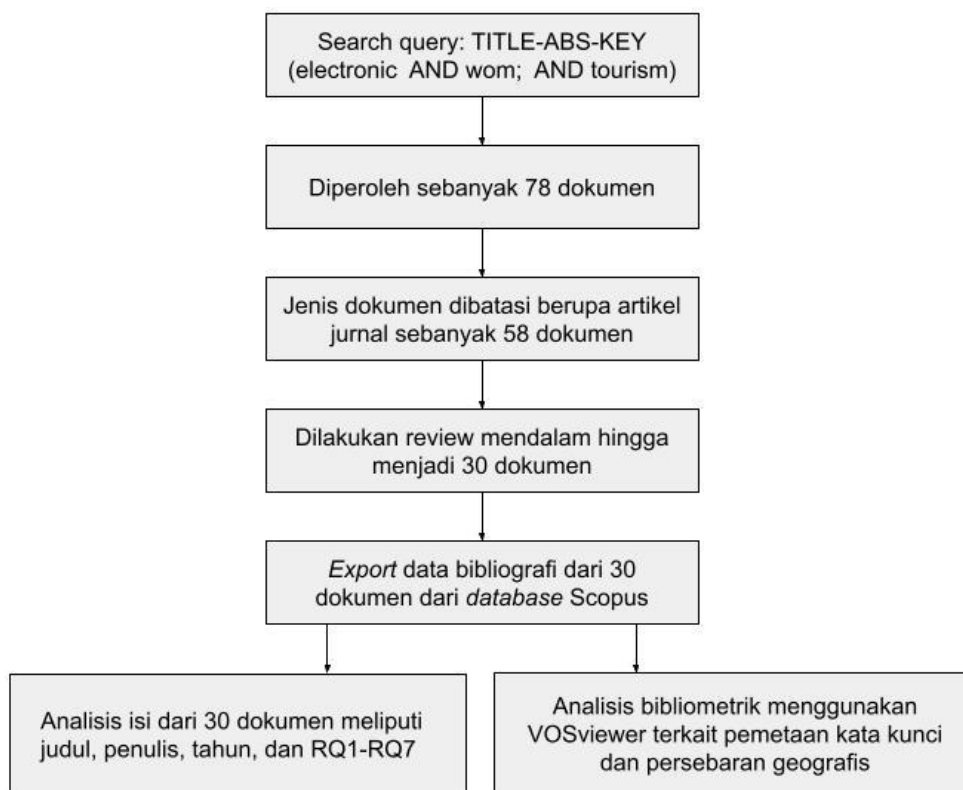 Search query: TITLE-ABS-KEY
(electronic AND wom; AND tourism)
Diperoleh sebanyak 78 dokumen
Jenis dokumen dibatasi berupa artikel
jurnal sebanyak 58 dokumen
Dilakukan review mendalam hingga
menjadi 30 dokumen
Export data bibliografi dari 30
dokumen dari database Scopus
Analisis isi dari 30 dokumen meliputi
judul, penulis, tahun, dan RQ1-RQ7
Analisis bibliometrik menggunakan
VOSviewer terkait pemetaan kata kunci
dan persebaran geografis